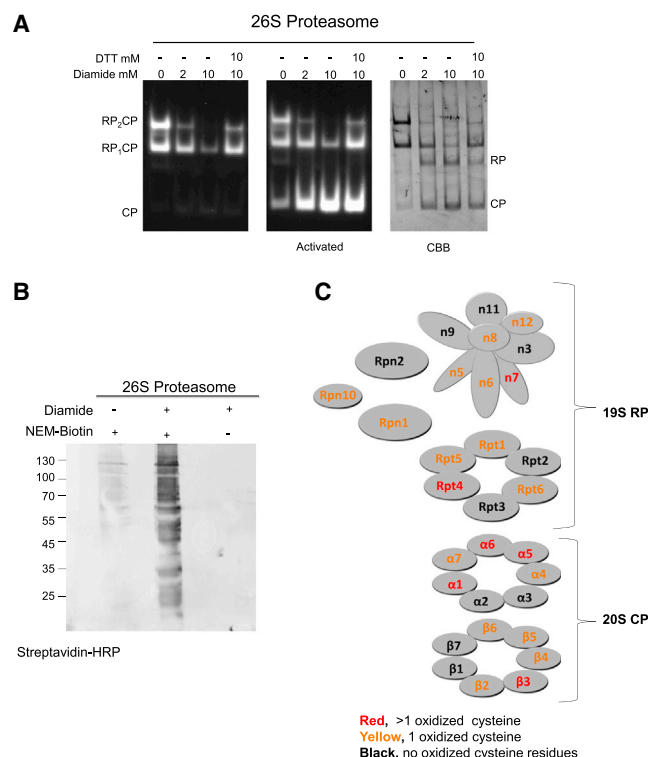 A
26S Proteasome
DTT mM - - - 10 - - - 10 - - - 10
Diamide mM 0 2 10 10 0 2 10 10 0 2 10 10
RP2CP
RP1CP
CP
RP
CP
Activated
CBB
B
26S Proteasome
Diamide - + +
NEM-Biotin + + -
130
100
70
55
45
35
25
Streptavidin-HRP
C
n11
n9
n12
n8
n3
n5
n6
n7
Rpn2
Rpn10
Rpn1
Rpt1
Rpt5
Rpt2
Rpt4
Rpt6
Rpt3
19S RP
α6
α7
α5
α4
α1
α2
α3
β6
β7
β5
β4
β1
β2
β3
20S CP
Red, >1 oxidized cysteine
Yellow, 1 oxidized cysteine
Black, no oxidized cysteine residues